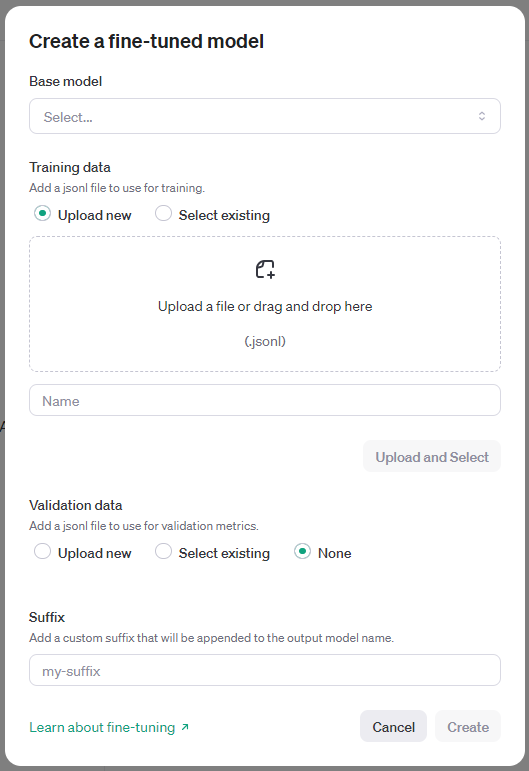 Create a fine-tuned model
Base model
Select...
Training data
Add a jsonl file to use for training.
Upload new
Select existing
Upload a file or drag and drop here
(.jsonl)
Name
Upload and Select
Validation data
Add a jsonl file to use for validation metrics.
Upload new
Select existing
None
Suffix
Add a custom suffix that will be appended to the output model name.
my-suffix
Learn about fine-tuning ↗
Cancel
Create